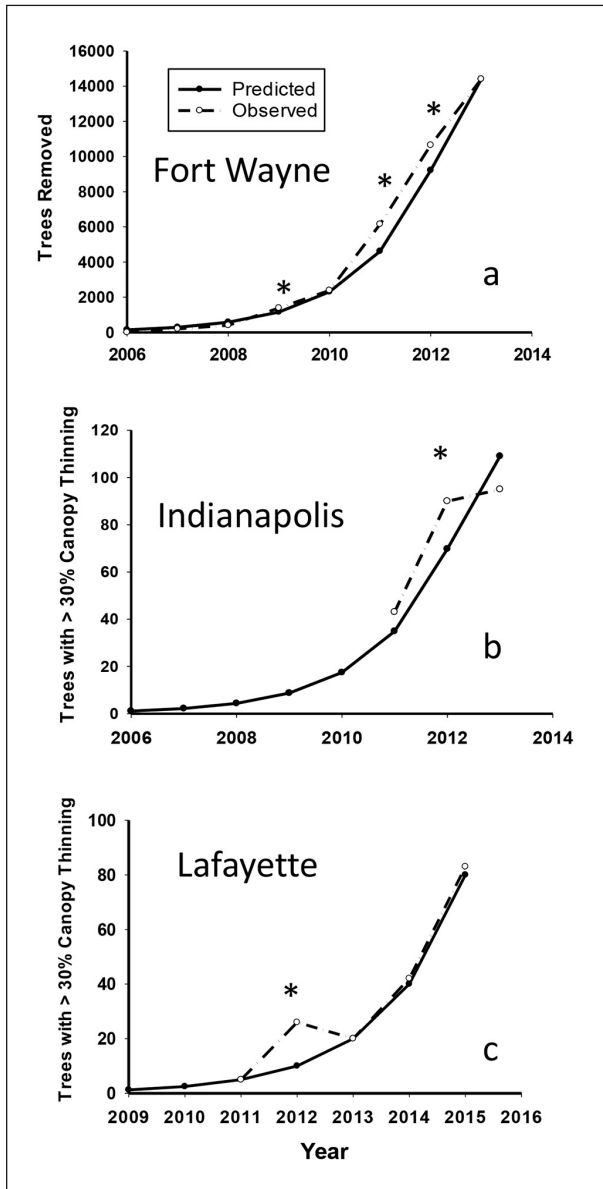 16000
14000
12000
10000
8000
6000
4000
2000
0
Trees Removed
Predicted
Observed
*
*
*
Fort Wayne
a
2006 2008 2010 2012 2014
120
100
80
60
40
20
0
Trees with > 30% Canopy Thinning
*
Indianapolis
b
2006 2008 2010 2012 2014
100
80
60
40
20
0
Trees with > 30% Canopy Thinning
Lafayette
*
c
2009 2010 2011 2012 2013 2014 2015 2016
Year